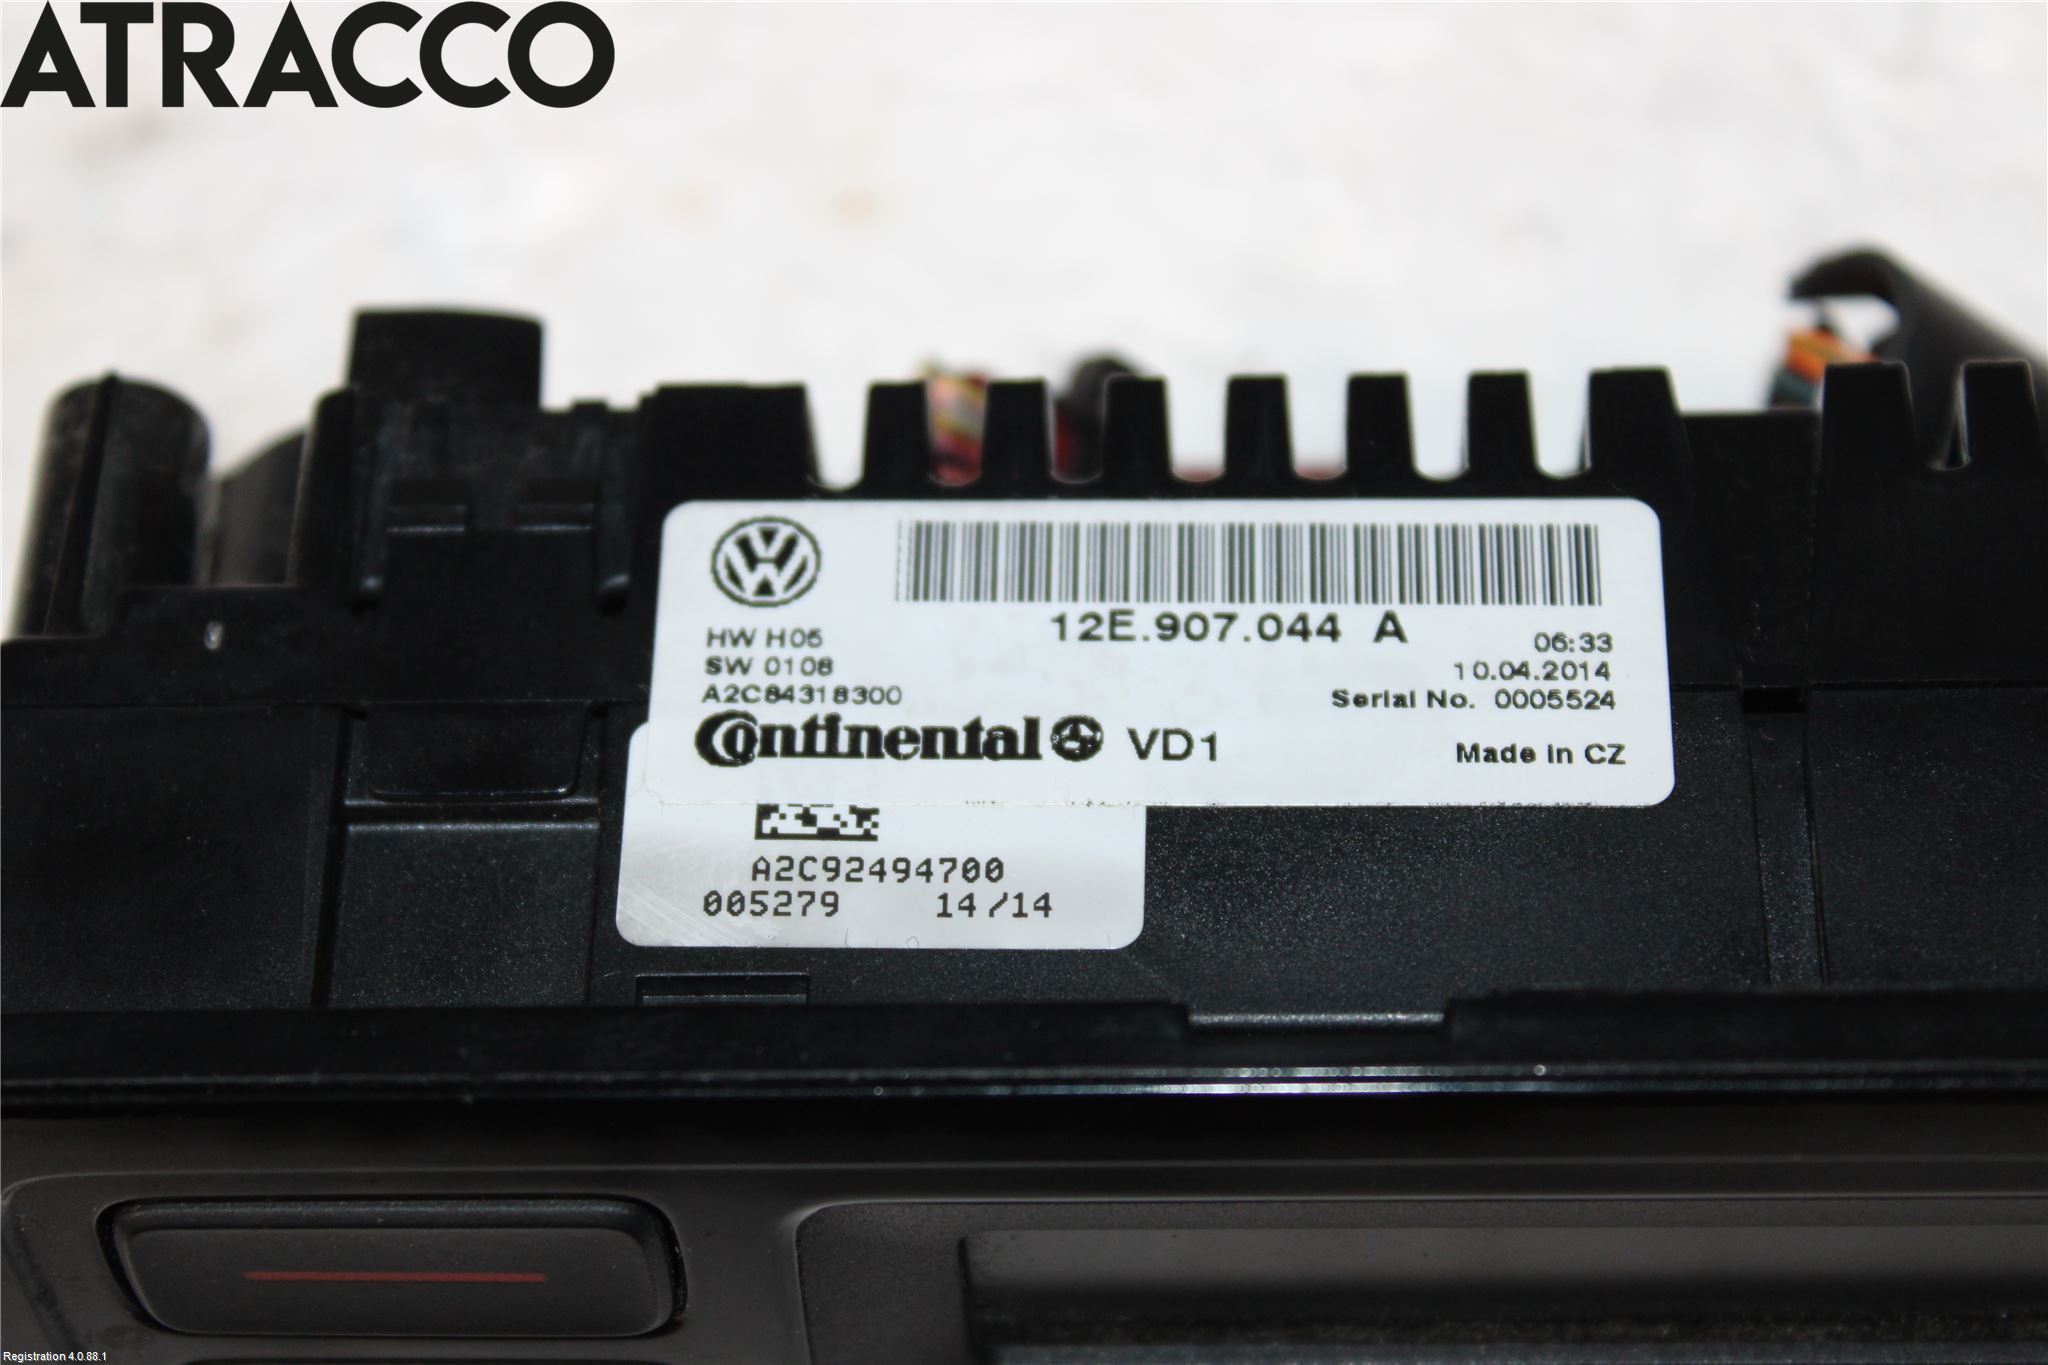 ATRACCO
12E.907.044 A
HW H05
06:33
SW 0108
10.04.2014
A2C84318300
Serial No. 0005524
Continental VD1
Made in CZ
A2C92494700
005279 14/14
Registration 4.0.88.1